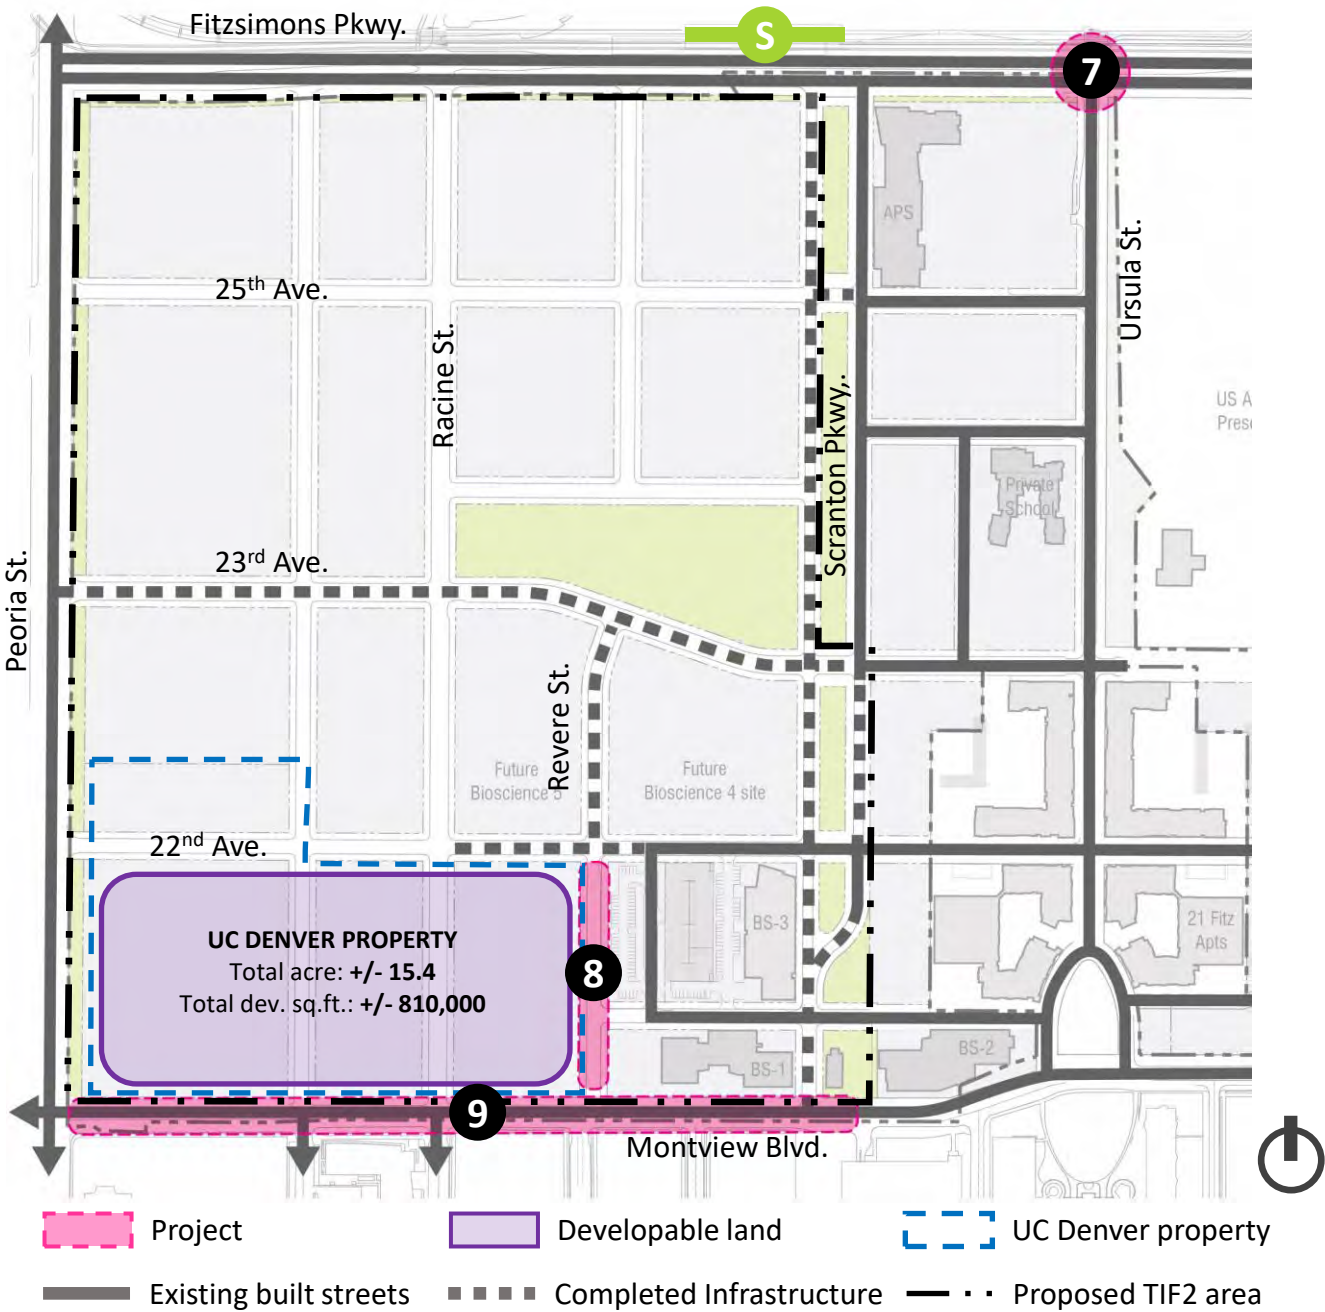 Fitzsimons Pkwy.
S
7
APS
Ursula St.
25th Ave.
Racine St.
Scranton Pkwy,.
US A
Prese
Private
School
23rd Ave.
Peoria St.
Revere St.
Future
Bioscience 5
Future
Bioscience 4 site
22nd Ave.
BS-3
21 Fitz
Apts
UC DENVER PROPERTY
Total acre: +/- 15.4
Total dev. sq.ft.: +/- 810,000
8
BS-1
BS-2
9
Montview Blvd.
Project
Developable land
UC Denver property
Existing built streets
Completed Infrastructure
Proposed TIF2 area